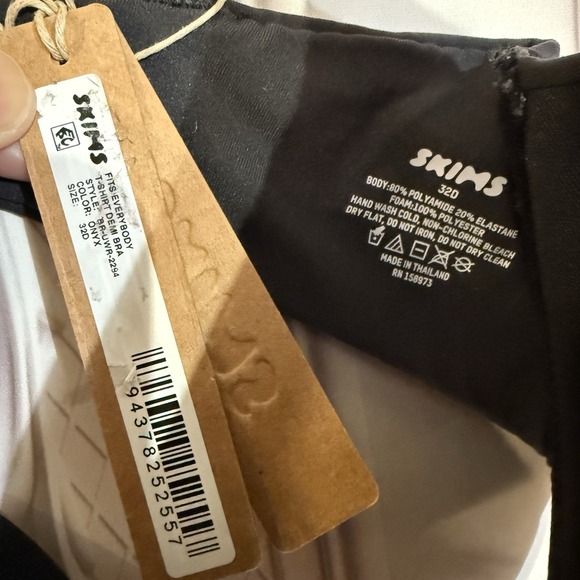 SKIMS
FITS EVERYBODY
T-SHIRT DEMI BRA
STYLE: BR-UWR-2294
COLOR: ONYX
SIZE: 32D
943782525557
SKIMS
32D
BODY:80% POLYAMIDE 20% ELASTANE
FOAM:100% POLYESTER
HAND WASH COLD, NON-CHLORINE BLEACH
DRY FLAT, DO NOT IRON, DO NOT DRY CLEAN
MADE IN THAILAND
RN 158973